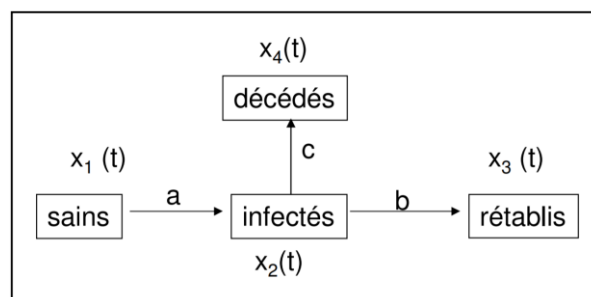 x₄(t)
décédés
x₁ (t)
c
x₃ (t)
sains
a
infectés
b
rétablis
x₂(t)